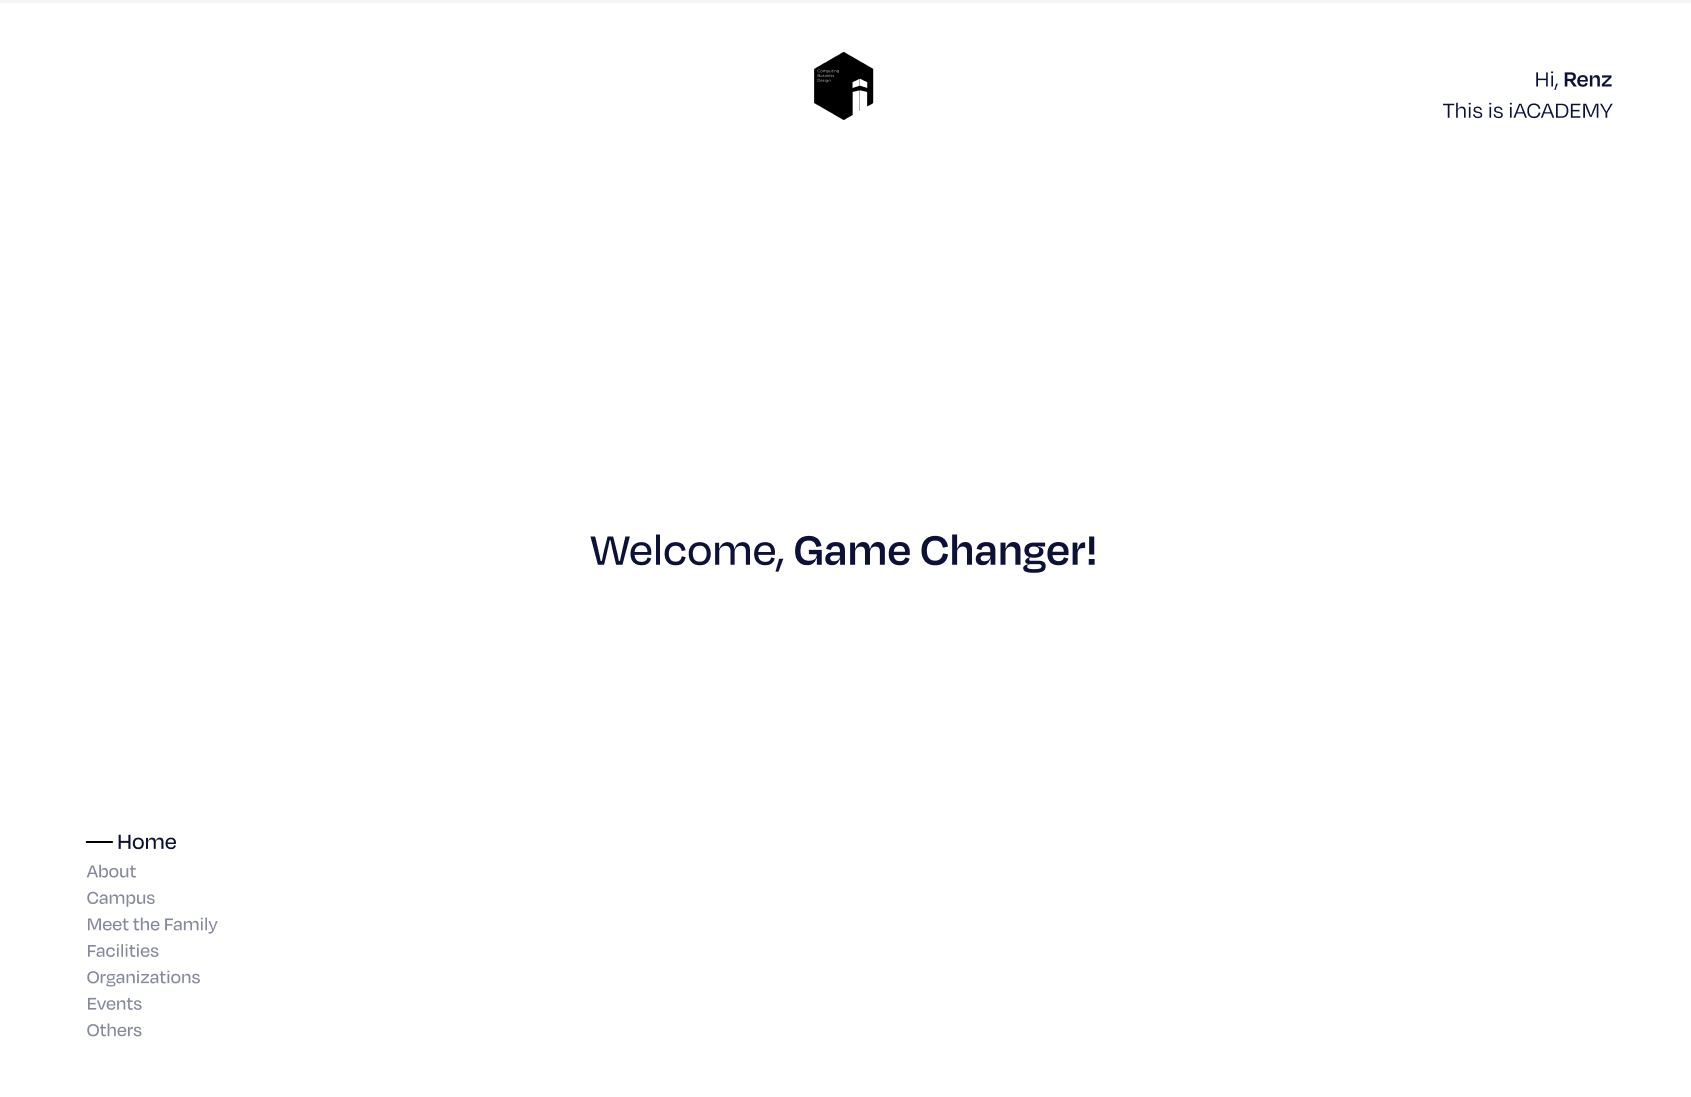 Computing
Business
Design
Hi, Renz
This is iACADEMY
Welcome, Game Changer!
Home
About
Campus
Meet the Family
Facilities
Organizations
Events
Others